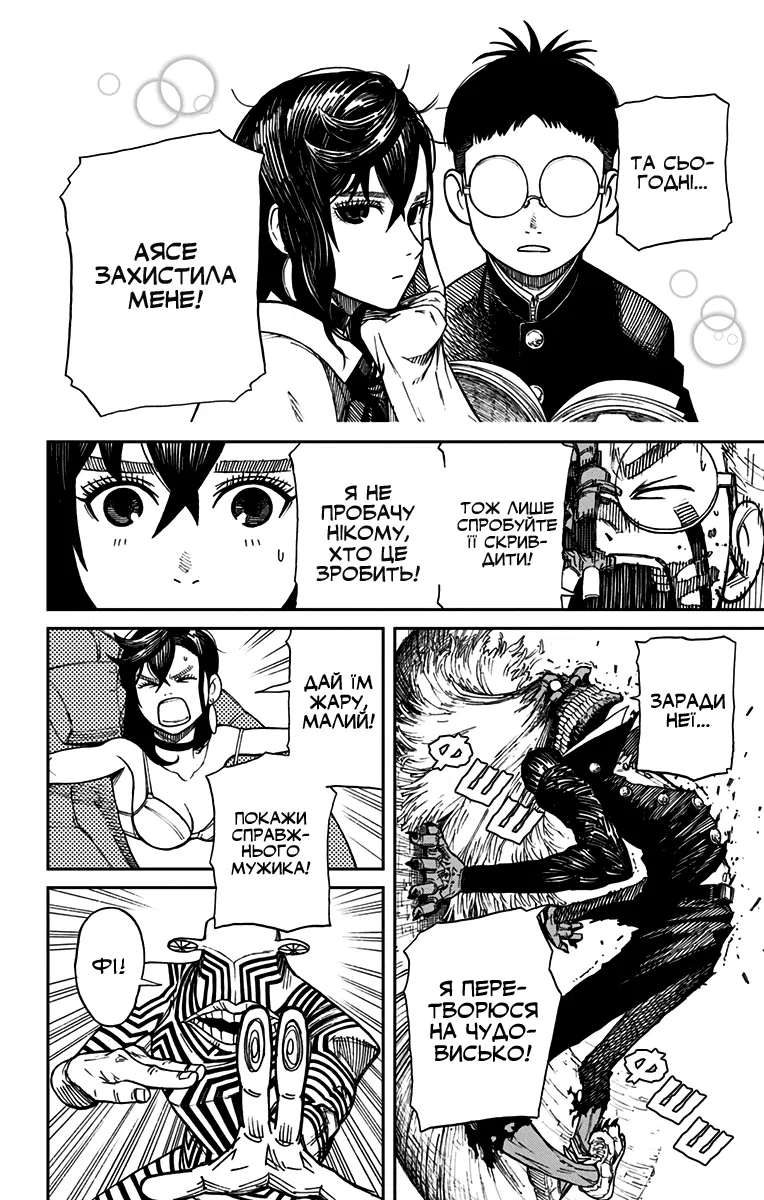 ТА СЬО-
ГОДНІ...
АЯСЕ
ЗАХИСТИЛА
МЕНЕ!
ТОЖ ЛИШЕ
СПРОБУЙТЕ
ЇЇ СКРИВ-
ДИТИ!
Я НЕ
ПРОБАЧУ
НІКОМУ,
ХТО ЦЕ
ЗРОБИТЬ!
ЗАРАДИ
НЕЇ...
ФШШ
Я ПЕРЕ-
ТВОРЮСЯ
НА ЧУДО-
ВИСЬКО!
ФШШ
ДАЙ ЇМ
ЖАРУ,
МАЛИЙ!
ПОКАЖИ
СПРАВЖ-
НЬОГО
МУЖИКА!
ФІ!